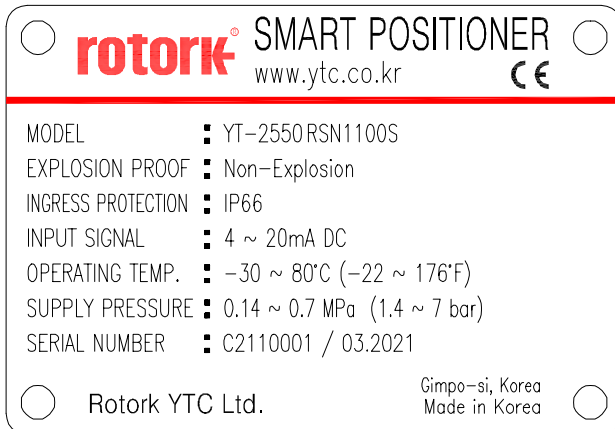 rotork® SMART POSITIONER
www.ytc.co.kr CE
MODEL : YT-2550RSN1100S
EXPLOSION PROOF : Non-Explosion
INGRESS PROTECTION : IP66
INPUT SIGNAL : 4 ~ 20mA DC
OPERATING TEMP. : -30 ~ 80°C (-22 ~ 176°F)
SUPPLY PRESSURE : 0.14 ~ 0.7 MPa (1.4 ~ 7 bar)
SERIAL NUMBER : C2110001 / 03.2021
Rotork YTC Ltd.
Gimpo-si, Korea
Made in Korea